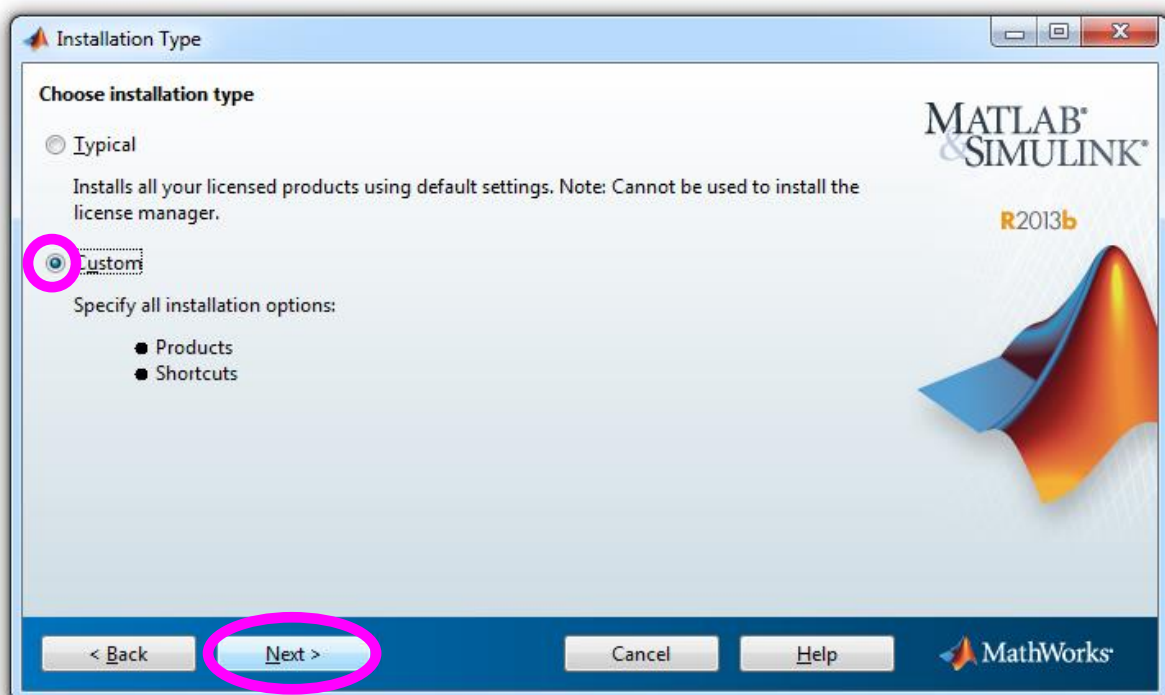 Installation Type
Choose installation type
Typical
Installs all your licensed products using default settings. Note: Cannot be used to install the
license manager.
Custom
Specify all installation options:
● Products
● Shortcuts
MATLAB®
&SIMULINK®
R2013b
< Back
Next >
Cancel
Help
MathWorks®